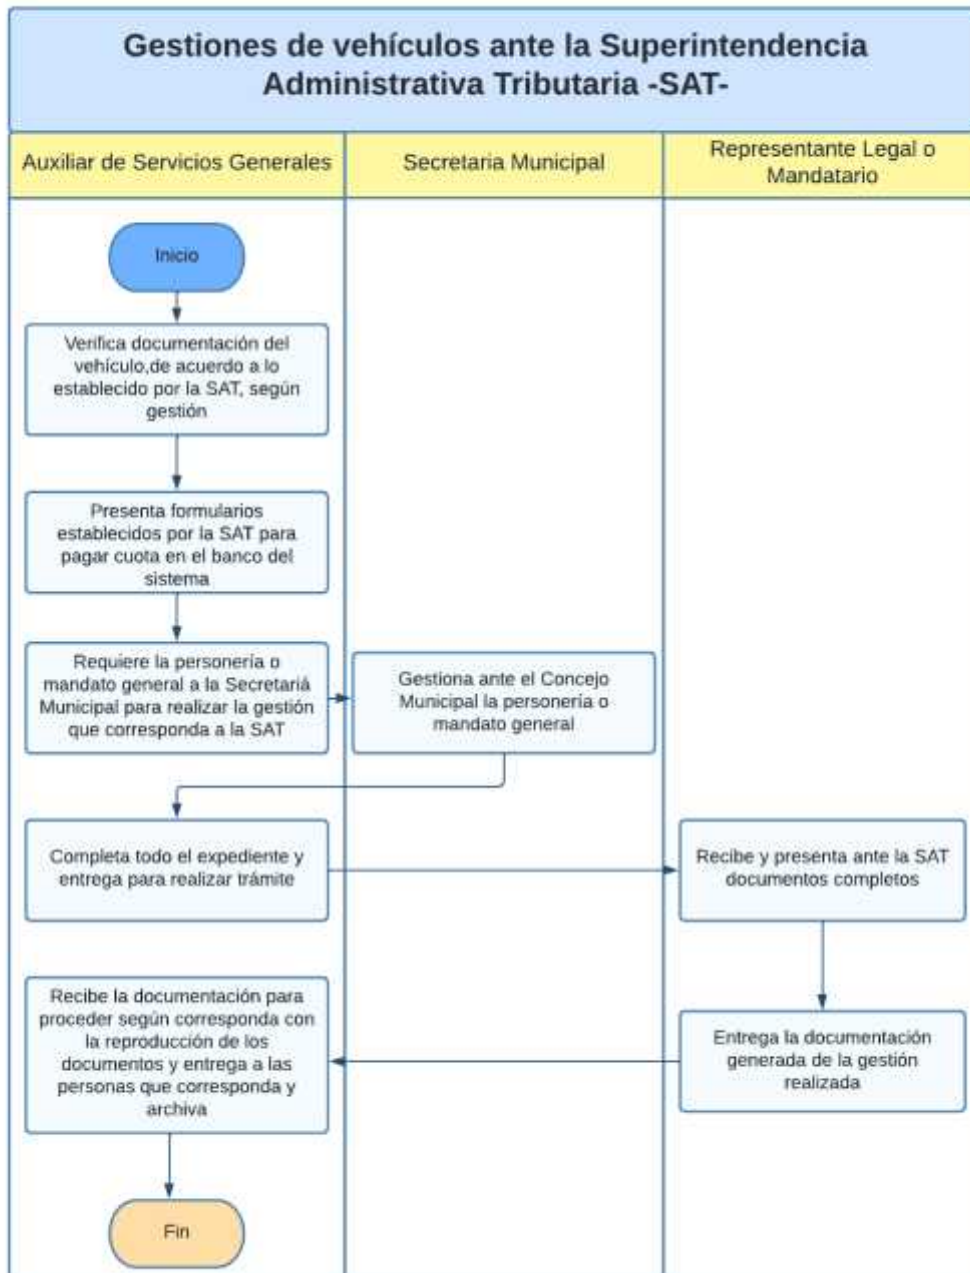 Gestiones de vehículos ante la Superintendencia
Administrativa Tributaria -SAT-
Auxiliar de Servicios Generales
Secretaria Municipal
Representante Legal o
Mandatario
Inicio
Verifica documentación del
vehículo,de acuerdo a lo
establecido por la SAT, según
gestión
Presenta formularios
establecidos por la SAT para
pagar cuota en el banco del
sistema
Requiere la personería o
mandato general a la Secretariá
Municipal para realizar la gestión
que corresponda a la SAT
Gestiona ante el Concejo
Municipal la personería o
mandato general
Completa todo el expediente y
entrega para realizar trámite
Recibe y presenta ante la SAT
documentos completos
Entrega la documentación
generada de la gestión
realizada
Recibe la documentación para
proceder según corresponda con
la reproducción de los
documentos y entrega a las
personas que corresponda y
archiva
Fin